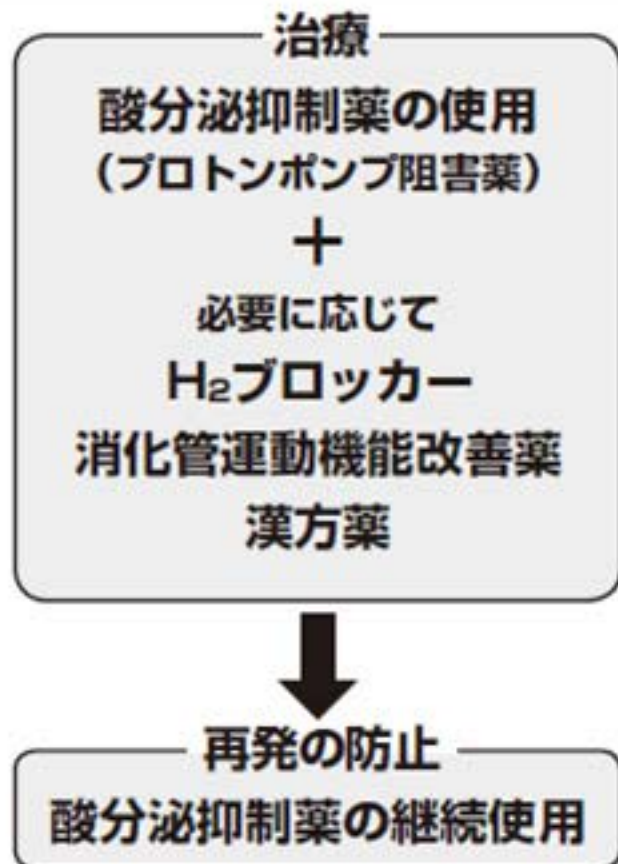 治療
酸分泌抑制薬の使用
（プロトンポンプ阻害薬）
＋
必要に応じて
H₂ブロッカー
消化管運動機能改善薬
漢方薬
再発の防止
酸分泌抑制薬の継続使用